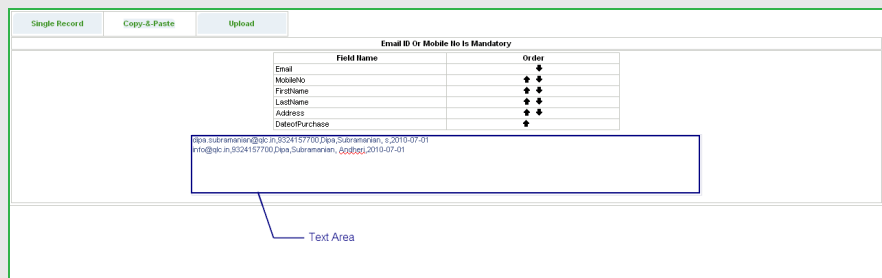 Single Record Copy-&-Paste Upload
Email ID Or Mobile No Is Mandatory
Field Name Order
Email
MobileNo
FirstName
LastName
Address
DateofPurchase
dipa.subramanian@qlc.in,9324157700,Dipa,Subramanian, s,2010-07-01
info@qlc.in,9324157700,Dipa,Subramanian, Andheri,2010-07-01
Text Area